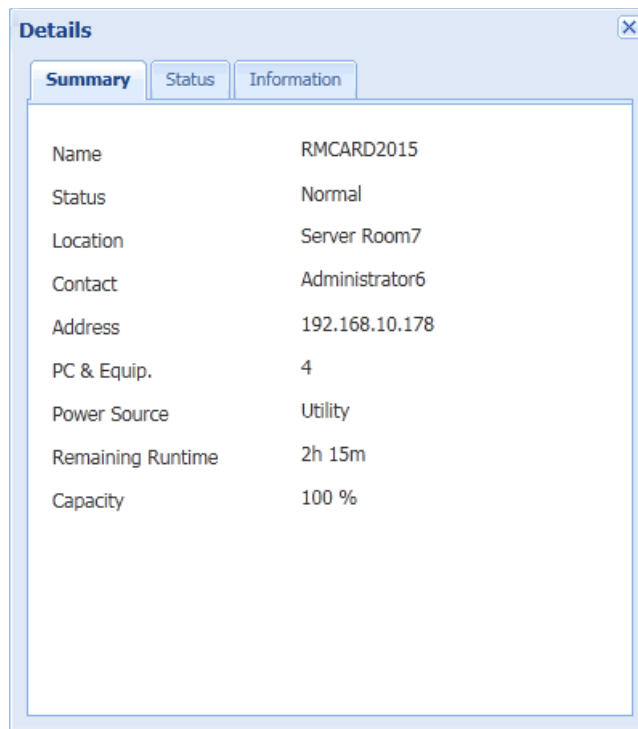 Details
Summary Status Information
Name RMCARD2015
Status Normal
Location Server Room7
Contact Administrator6
Address 192.168.10.178
PC & Equip. 4
Power Source Utility
Remaining Runtime 2h 15m
Capacity 100 %